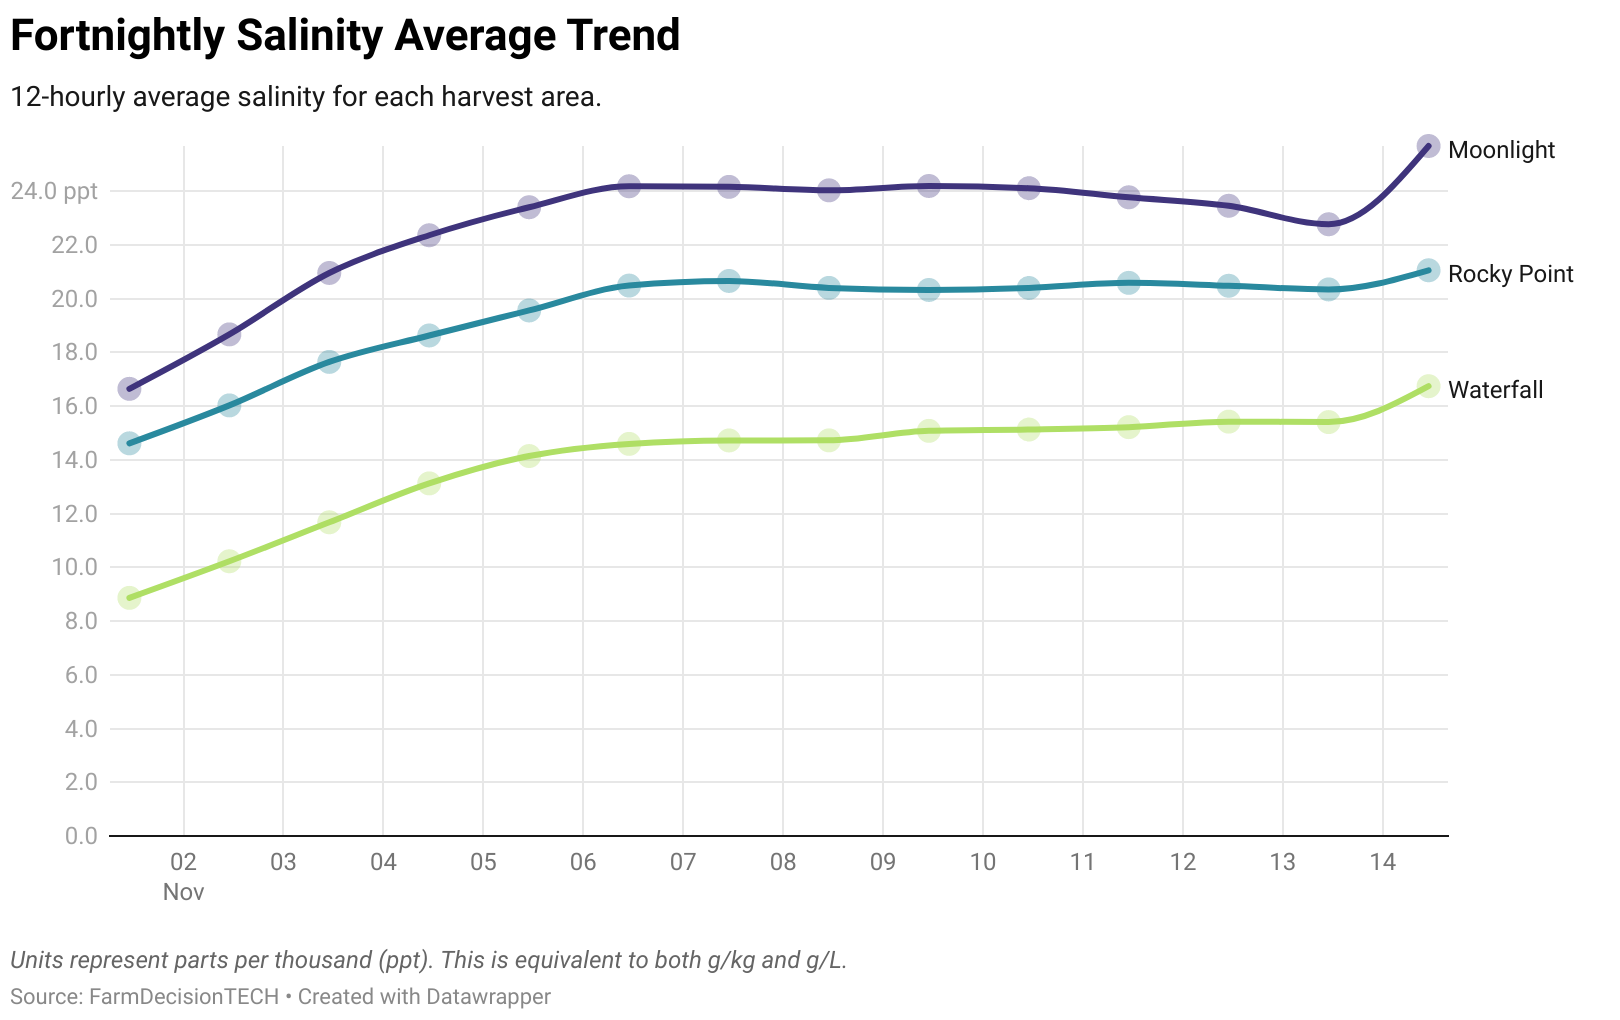 Fortnightly Salinity Average Trend
12-hourly average salinity for each harvest area.
Moonlight
24.0 ppt
22.0
Rocky Point
20.0
18.0
Waterfall
16.0
14.0
12.0
10.0
8.0
6.0
4.0
2.0
0.0
02 03 04 05 06 07 08 09 10 11 12 13 14
Nov
Units represent parts per thousand (ppt). This is equivalent to both g/kg and g/L.
Source: FarmDecisionTECH • Created with Datawrapper